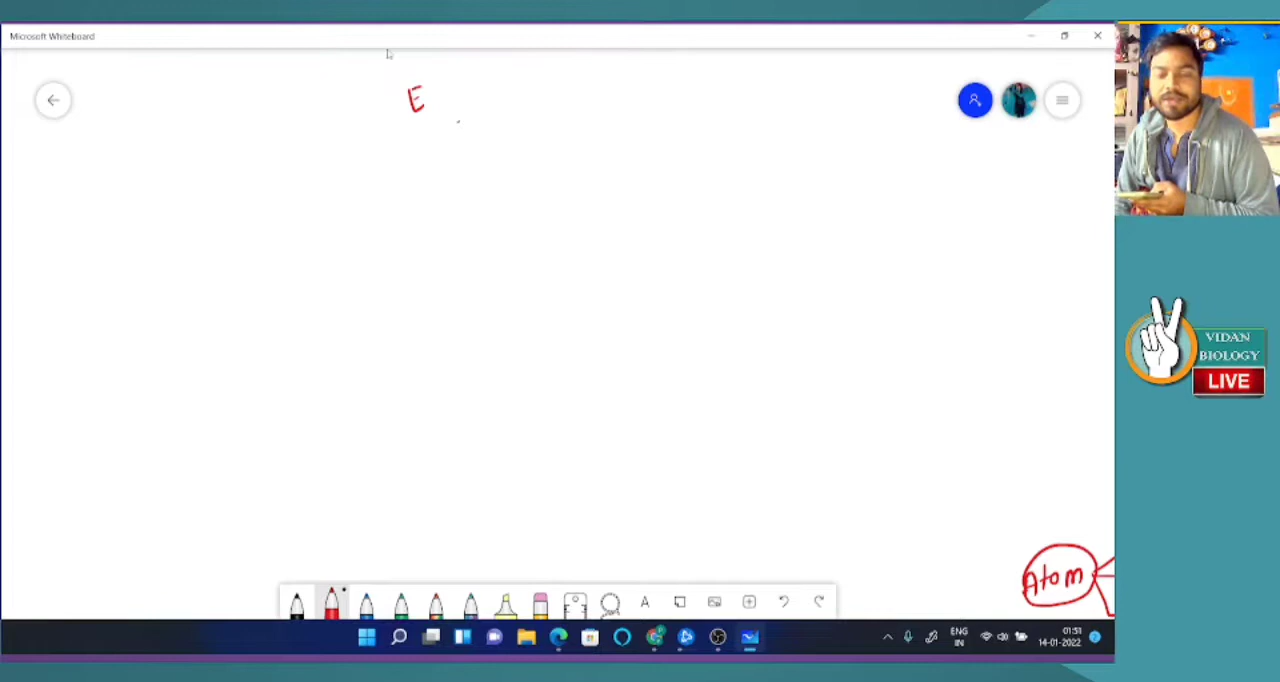 Microsoft Whiteboard
E
VIDAN
BIOLOGY
LIVE
Atom
A
ENG
IN
01:51
14-01-2022